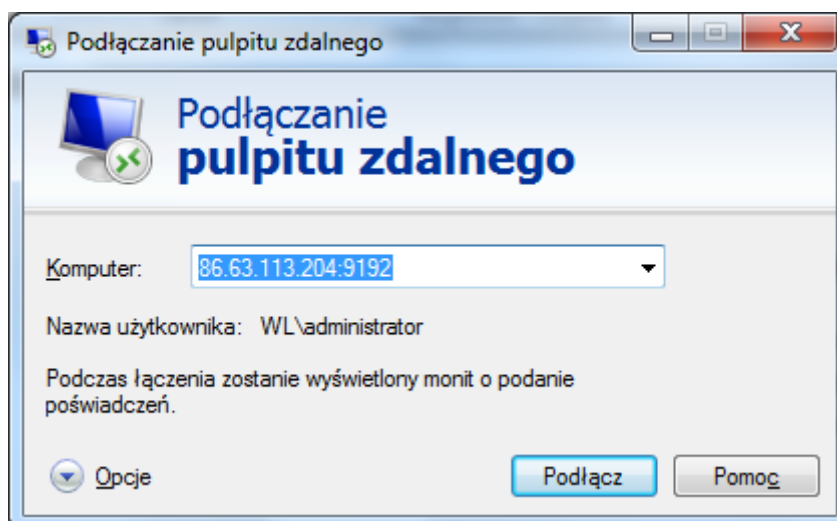 Podłączanie pulpitu zdalnego
Podłączanie
pulpitu zdalnego
Komputer: 86.63.113.204:9192
Nazwa użytkownika: WL\administrator
Podczas łączenia zostanie wyświetlony monit o podanie
poświadczeń.
Opcje Podłącz Pomoc